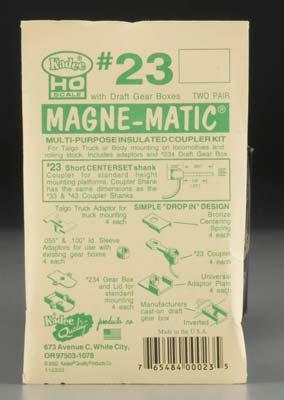 Kadee®
HO
SCALE
#23
with Draft Gear Boxes TWO PAIR
MAGNE-MATIC®
MULTI-PURPOSE INSULATED COUPLER KIT
For Talgo Truck or Body mounting on locomotives and
rolling stock. Includes adaptors and #234 Draft Gear Box
#23 Short CENTERSET shank
Coupler for standard height
mounting platforms. Coupler Shank
has the same dimensions as the
#33 & #43 Coupler Shanks.
Talgo Truck Adaptor for
truck mounting
4 each
SIMPLE "DROP IN" DESIGN
Bronze
Centering
Spring
4 each
.055" & .100" Id. Sleeve
Adaptors for use with
existing gear boxes
4 each
#23 Coupler
4 each
#234 Gear Box
and Lid for
standard
mounting
4 each
Universal
Adaptor Plate
4 each
Manufacturers
cast-on draft
gear box
Inverted
Kadee
Quality
products co.
673 Avenue C, White City,
OR 97503-1078
Made in the U.S.A.
7 65484 00023 5